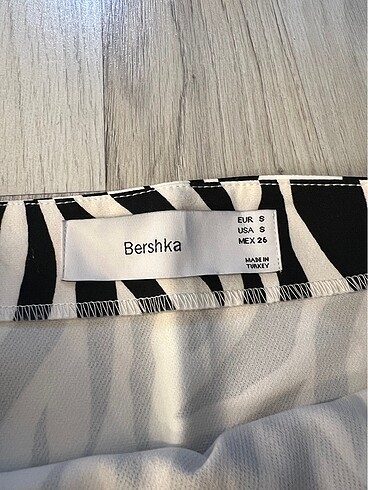 Bershka
EUR S
USA S
MEX 26
MADE IN
TURKEY